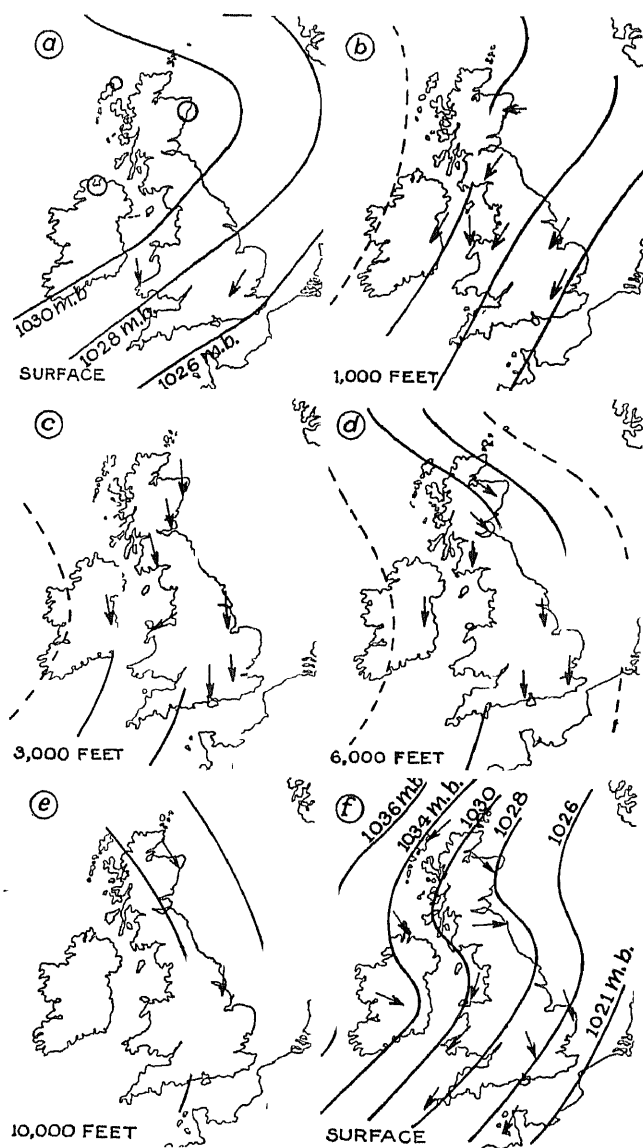 a
1030 m.b.
1028 m.b.
1026 m.b.
SURFACE
b
1,000 FEET
c
3,000 FEET
d
6,000 FEET
e
10,000 FEET
f
1036 m.b.
1034 m.b.
1030
1028
1026
1021 m.b.
SURFACE